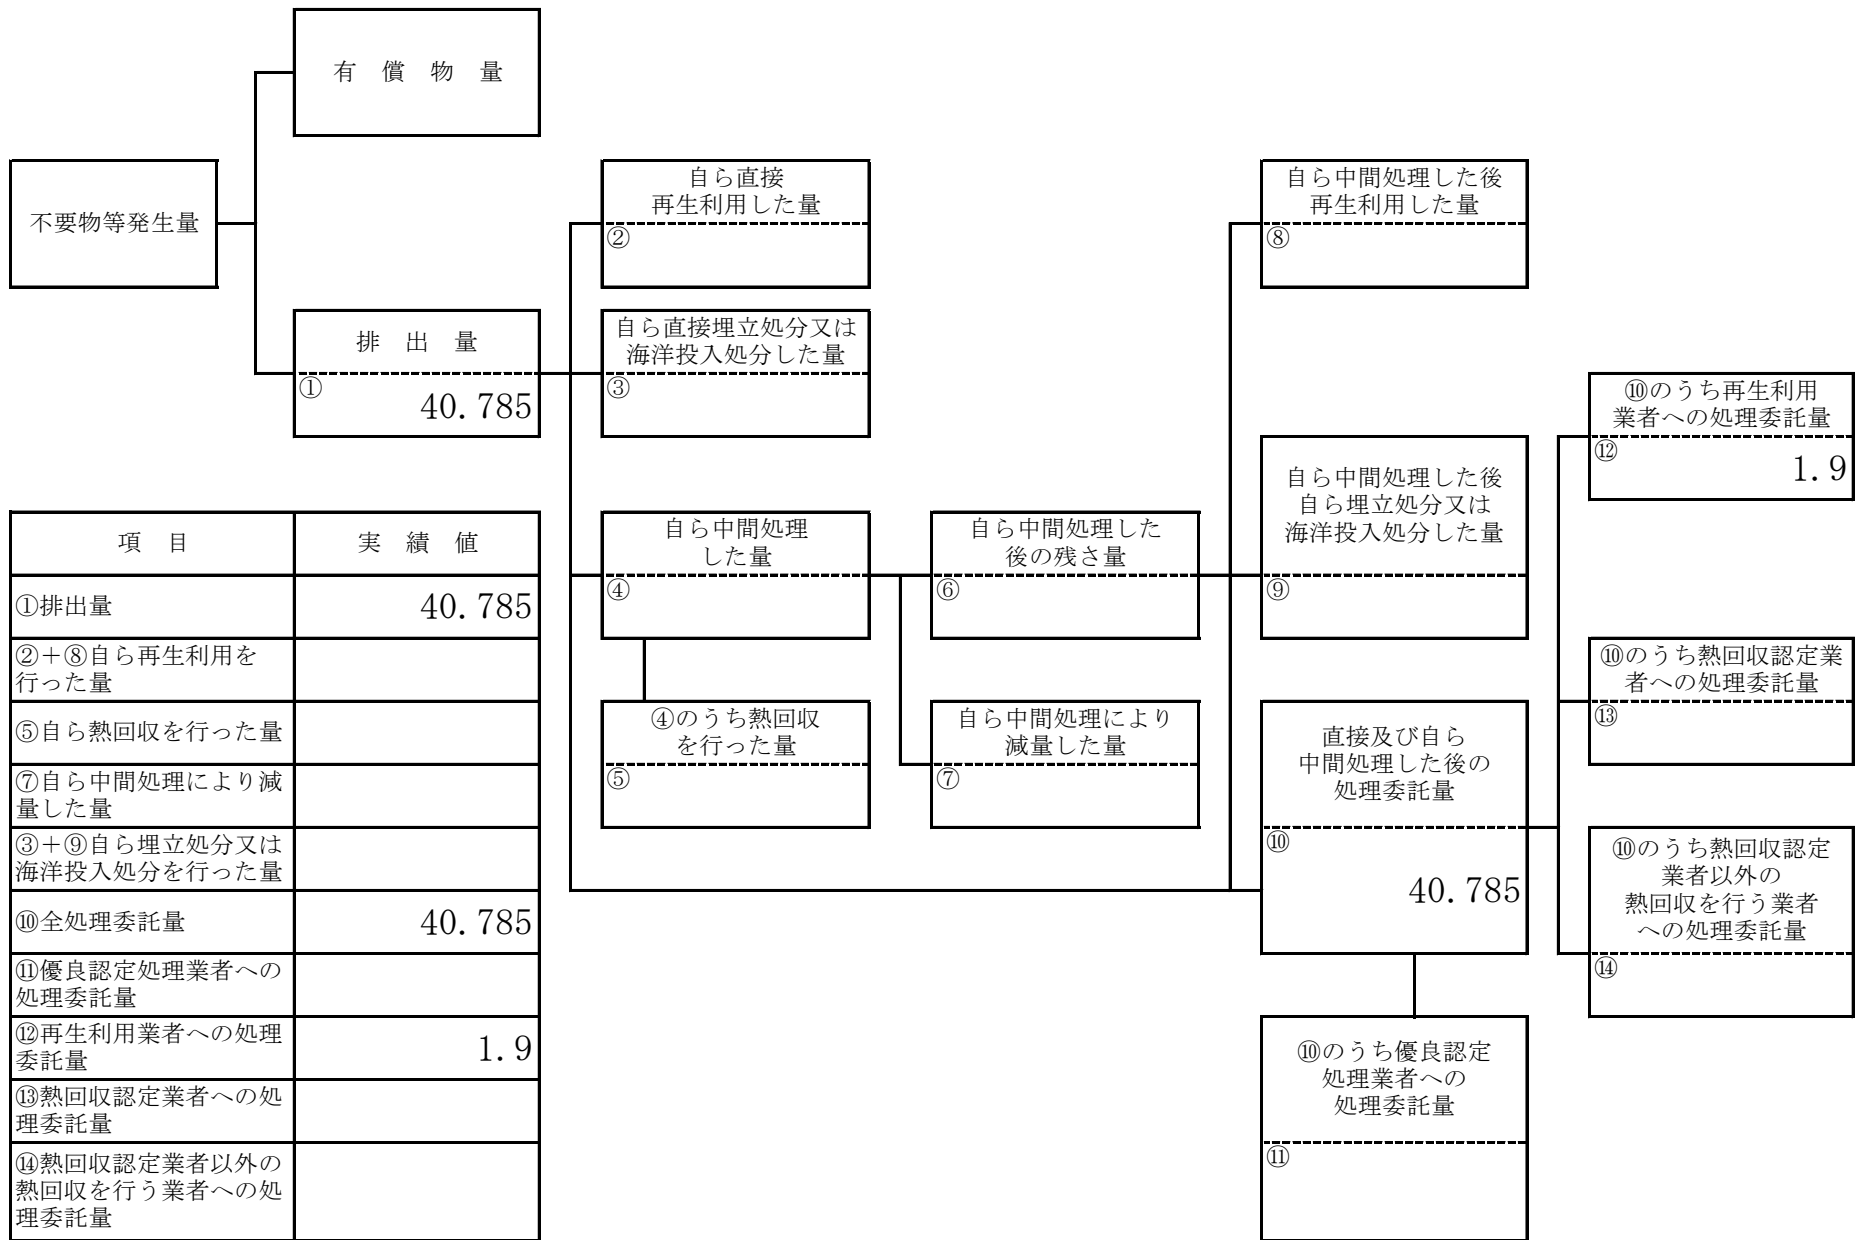 有　償　物　量
不要物等発生量
排　出　量
①
40.785
自ら直接
再生利用した量
②
自ら直接埋立処分又は
海洋投入処分した量
③
自ら中間処理
した量
④
④のうち熱回収
を行った量
⑤
自ら中間処理した
後の残さ量
⑥
自ら中間処理により
減量した量
⑦
自ら中間処理した後
再生利用した量
⑧
自ら中間処理した後
自ら埋立処分又は
海洋投入処分した量
⑨
直接及び自ら
中間処理した後の
処理委託量
⑩
40.785
⑩のうち優良認定
処理業者への
処理委託量
⑪
⑩のうち再生利用
業者への処理委託量
⑫
1.9
⑩のうち熱回収認定業
者への処理委託量
⑬
⑩のうち熱回収認定
業者以外の
熱回収を行う業者
への処理委託量
⑭
項　目　実　績　値
①排出量　40.785
②＋⑧自ら再生利用を
行った量
⑤自ら熱回収を行った量
⑦自ら中間処理により減
量した量
③＋⑨自ら埋立処分又は
海洋投入処分を行った量
⑩全処理委託量　40.785
⑪優良認定処理業者への
処理委託量
⑫再生利用業者への処理
委託量　1.9
⑬熱回収認定業者への処
理委託量
⑭熱回収認定業者以外の
熱回収を行う業者への処
理委託量